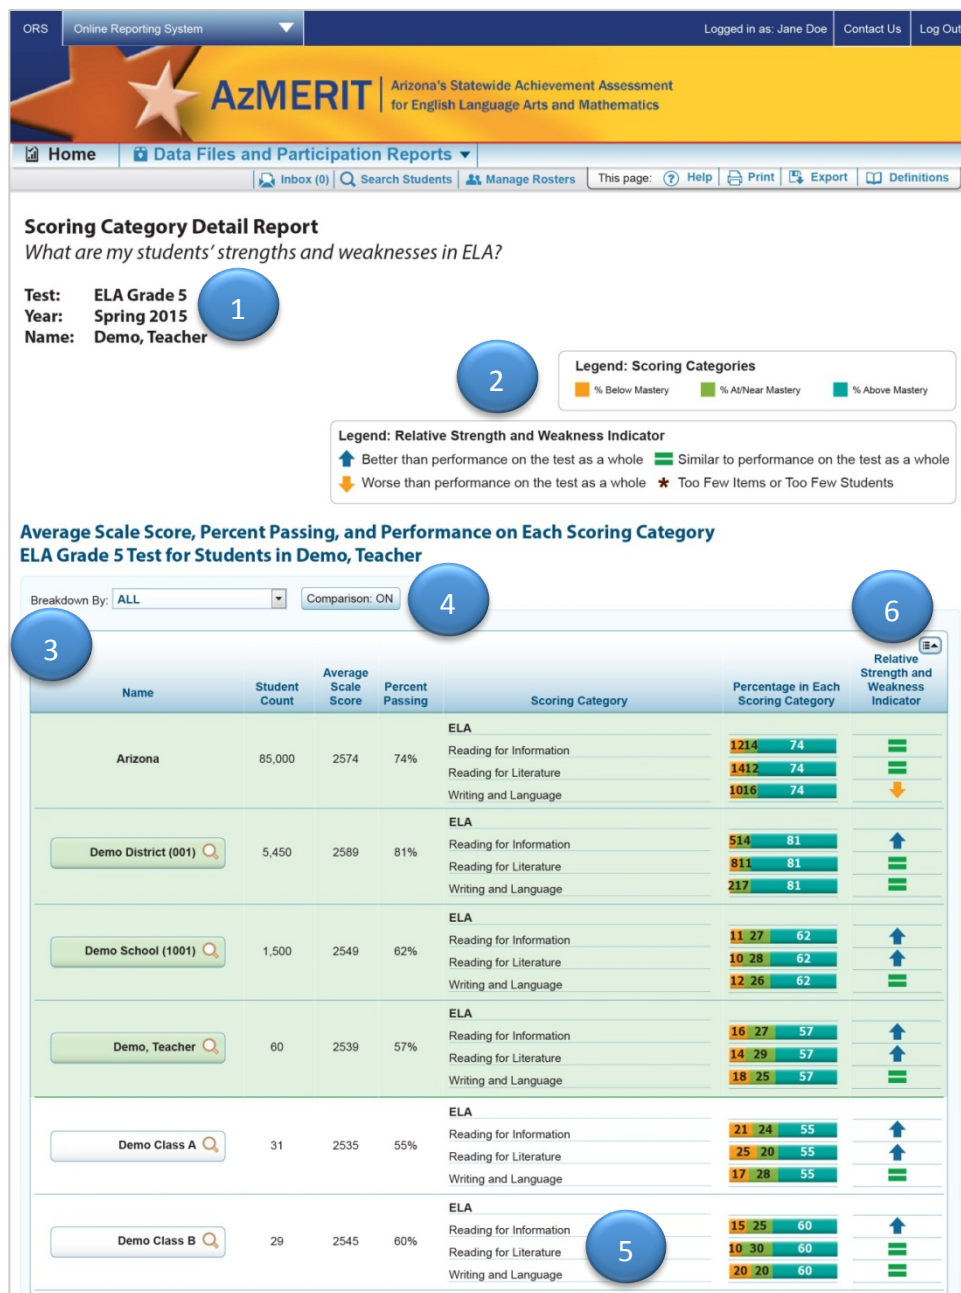 ORS Online Reporting System Logged in as: Jane Doe Contact Us Log Out
AzMERIT Arizona's Statewide Achievement Assessment
for English Language Arts and Mathematics
Home Data Files and Participation Reports
Inbox (0) Search Students Manage Rosters This page: ? Help Print Export Definitions
Scoring Category Detail Report
What are my students' strengths and weaknesses in ELA?
Test: ELA Grade 5
Year: Spring 2015
Name: Demo, Teacher
1
2
Legend: Scoring Categories
% Below Mastery % At/Near Mastery % Above Mastery
Legend: Relative Strength and Weakness Indicator
Better than performance on the test as a whole Similar to performance on the test as a whole
Worse than performance on the test as a whole * Too Few Items or Too Few Students
Average Scale Score, Percent Passing, and Performance on Each Scoring Category
ELA Grade 5 Test for Students in Demo, Teacher
Breakdown By: ALL Comparison: ON
4
6
3
Name Student Count Average Scale Score Percent Passing Scoring Category Percentage in Each Scoring Category Relative Strength and Weakness Indicator
ELA
Reading for Information 12 14 74
Arizona 85,000 2574 74%
Reading for Literature 14 12 74
Writing and Language 10 16 74
ELA
Reading for Information 5 14 81
Demo District (001) 5,450 2589 81%
Reading for Literature 8 11 81
Writing and Language 2 17 81
ELA
Reading for Information 11 27 62
Demo School (1001) 1,500 2549 62%
Reading for Literature 10 28 62
Writing and Language 12 26 62
ELA
Reading for Information 16 27 57
Demo, Teacher 60 2539 57%
Reading for Literature 14 29 57
Writing and Language 18 25 57
ELA
Reading for Information 21 24 55
Demo Class A 31 2535 55%
Reading for Literature 25 20 55
Writing and Language 17 28 55
ELA
Reading for Information 15 25 60
Demo Class B 29 2545 60%
Reading for Literature 10 30 60
Writing and Language 20 20 60
5